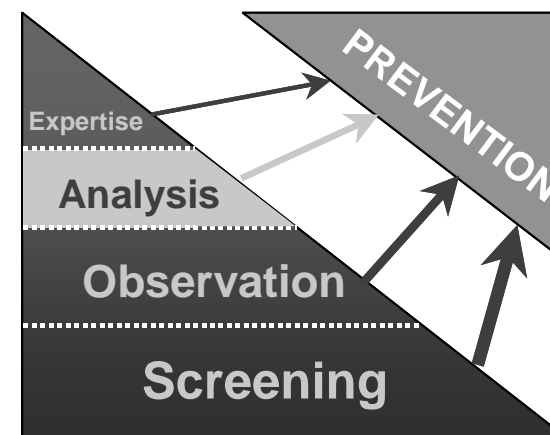 PREVENTION
Expertise
Analysis
Observation
Screening